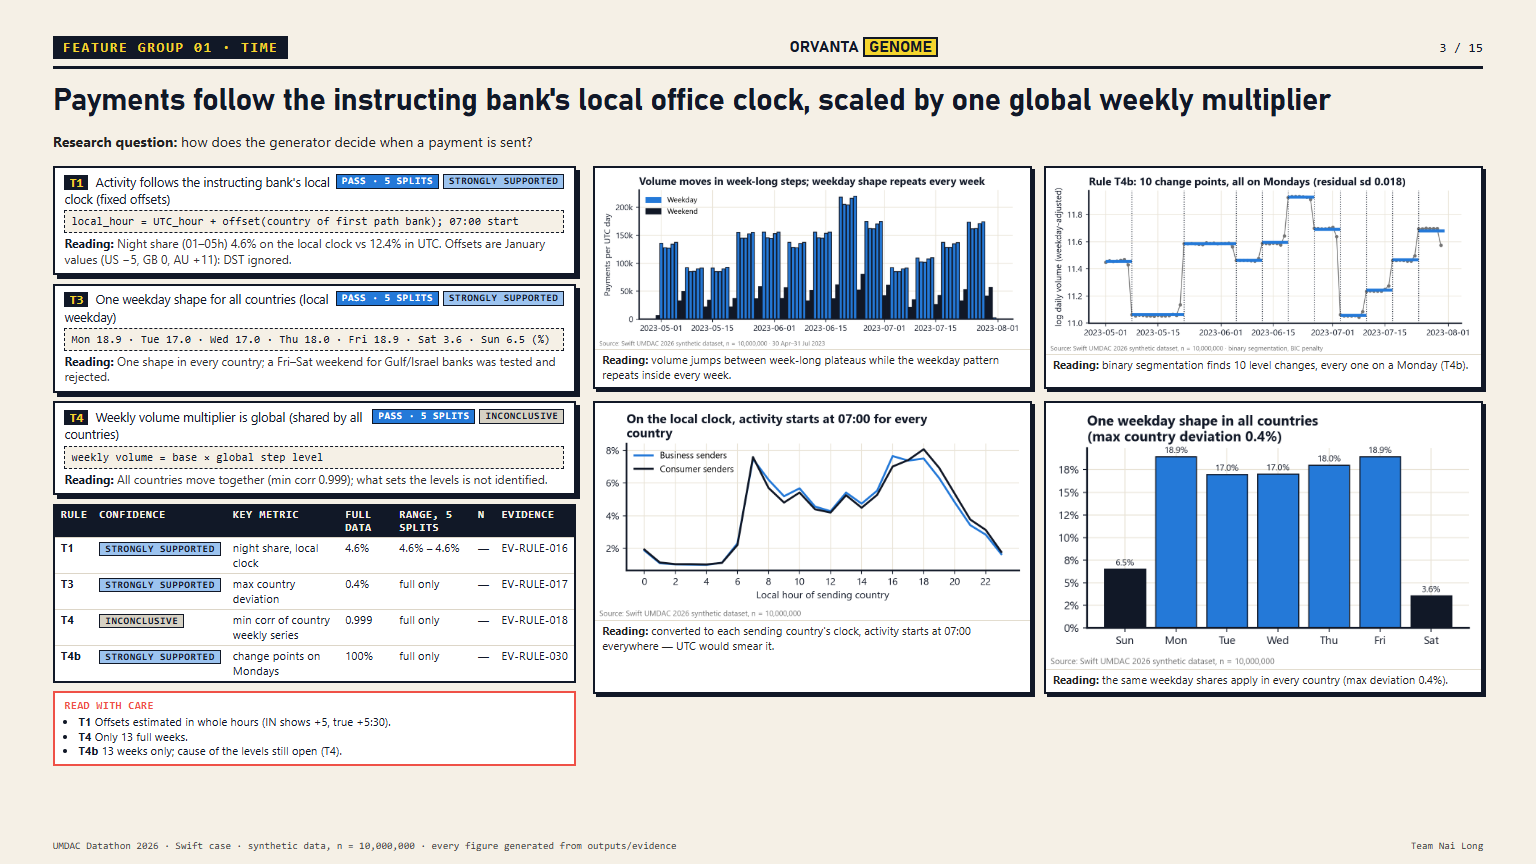 FEATURE GROUP 01 · TIME
ORVANTA GENOME
3 / 15
Payments follow the instructing bank's local office clock, scaled by one global weekly multiplier
Research question: how does the generator decide when a payment is sent?
T1 Activity follows the instructing bank's local clock (fixed offsets)
PASS · 5 SPLITS
STRONGLY SUPPORTED
local_hour = UTC_hour + offset(country of first path bank); 07:00 start
Reading: Night share (01–05h) 4.6% on the local clock vs 12.4% in UTC. Offsets are January
values (US −5, GB 0, AU +11): DST ignored.
T3 One weekday shape for all countries (local weekday)
PASS · 5 SPLITS
STRONGLY SUPPORTED
Mon 18.9 · Tue 17.0 · Wed 17.0 · Thu 18.0 · Fri 18.9 · Sat 3.6 · Sun 6.5 (%)
Reading: One shape in every country; a Fri–Sat weekend for Gulf/Israel banks was tested and
rejected.
T4 Weekly volume multiplier is global (shared by all countries)
PASS · 5 SPLITS
INCONCLUSIVE
weekly volume = base × global step level
Reading: All countries move together (min corr 0.999); what sets the levels is not identified.
RULE CONFIDENCE KEY METRIC FULL DATA RANGE, 5 SPLITS N EVIDENCE
T1 STRONGLY SUPPORTED night share, local clock 4.6% 4.6% – 4.6% — EV-RULE-016
T3 STRONGLY SUPPORTED max country deviation 0.4% full only — EV-RULE-017
T4 INCONCLUSIVE min corr of country weekly series 0.999 full only — EV-RULE-018
T4b STRONGLY SUPPORTED change points on Mondays 100% full only — EV-RULE-030
READ WITH CARE
• T1 Offsets estimated in whole hours (IN shows +5, true +5:30).
• T4 Only 13 full weeks.
• T4b 13 weeks only; cause of the levels still open (T4).
Volume moves in week-long steps; weekday shape repeats every week
Weekday
Weekend
Payments per UTC day
200k
150k
100k
50k
0
2023-05-01 2023-05-15 2023-06-01 2023-06-15 2023-07-01 2023-07-15 2023-08-01
Source: Swift UMDAC 2026 synthetic dataset, n = 10,000,000 · 30 Apr–31 Jul 2023
Reading: volume jumps between week-long plateaus while the weekday pattern
repeats inside every week.
Rule T4b: 10 change points, all on Mondays (residual sd 0.018)
log daily volume (weekday-adjusted)
11.8
11.6
11.4
11.2
11.0
2023-05-01 2023-05-15 2023-06-01 2023-06-15 2023-07-01 2023-07-15 2023-08-01
Source: Swift UMDAC 2026 synthetic dataset, n = 10,000,000 · binary segmentation, BIC penalty
Reading: binary segmentation finds 10 level changes, every one on a Monday (T4b).
On the local clock, activity starts at 07:00 for every
country
Business senders
Consumer senders
8%
6%
4%
2%
0 2 4 6 8 10 12 14 16 18 20 22
Local hour of sending country
Source: Swift UMDAC 2026 synthetic dataset, n = 10,000,000
Reading: converted to each sending country's clock, activity starts at 07:00
everywhere — UTC would smear it.
One weekday shape in all countries
(max country deviation 0.4%)
18%
15%
12%
10%
8%
5%
2%
0%
6.5% 18.9% 17.0% 17.0% 18.0% 18.9% 3.6%
Sun Mon Tue Wed Thu Fri Sat
Source: Swift UMDAC 2026 synthetic dataset, n = 10,000,000
Reading: the same weekday shares apply in every country (max deviation 0.4%).
UMDAC Datathon 2026 · Swift case · synthetic data, n = 10,000,000 · every figure generated from outputs/evidence
Team Nai Long